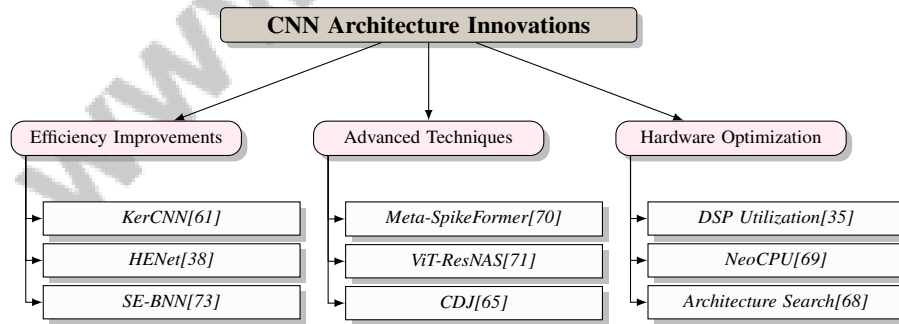 CNN Architecture Innovations
Efficiency Improvements
Advanced Techniques
Hardware Optimization
KerCNN[61]
Meta-SpikeFormer[70]
DSP Utilization[35]
HENet[38]
ViT-ResNAS[71]
NeoCPU[69]
SE-BNN[73]
CDJ[65]
Architecture Search[68]